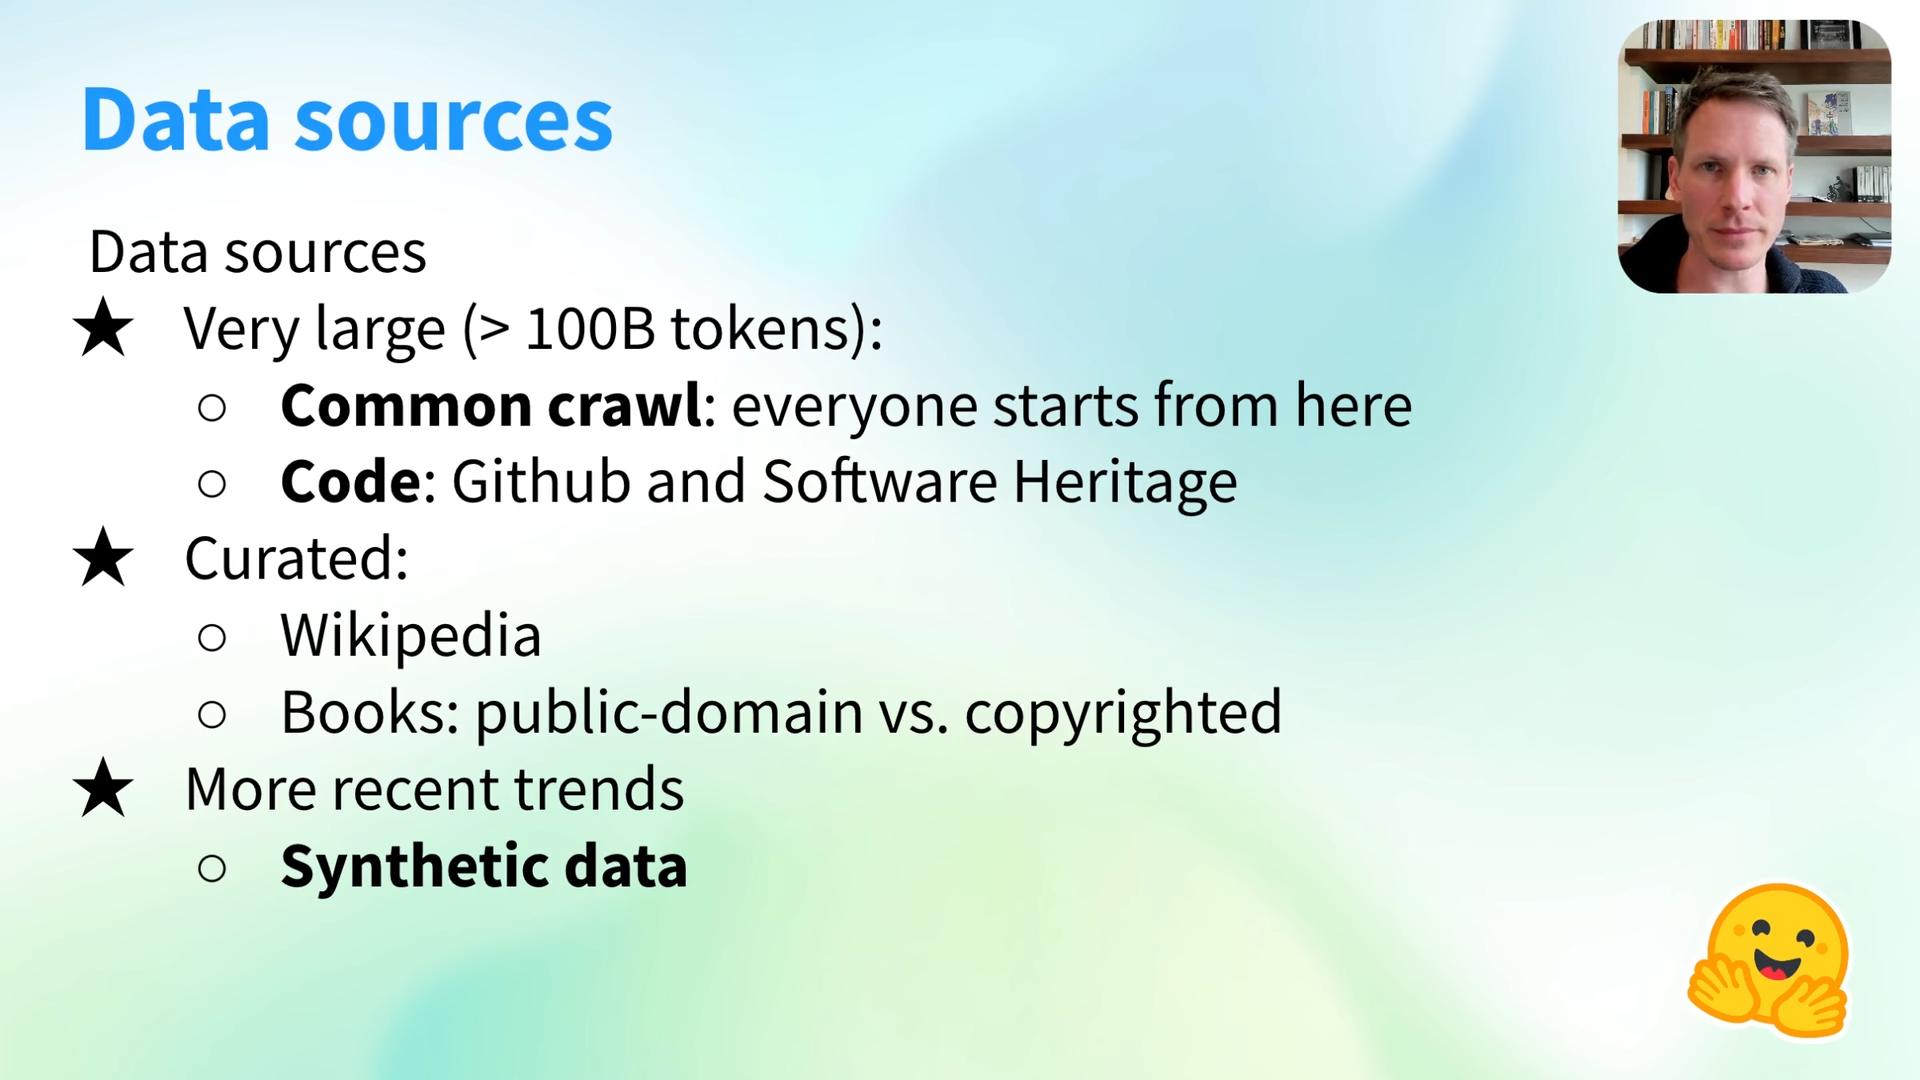 Data sources
Data sources
★ Very large (> 100B tokens):
○ Common crawl: everyone starts from here
○ Code: Github and Software Heritage
★ Curated:
○ Wikipedia
○ Books: public-domain vs. copyrighted
★ More recent trends
○ Synthetic data